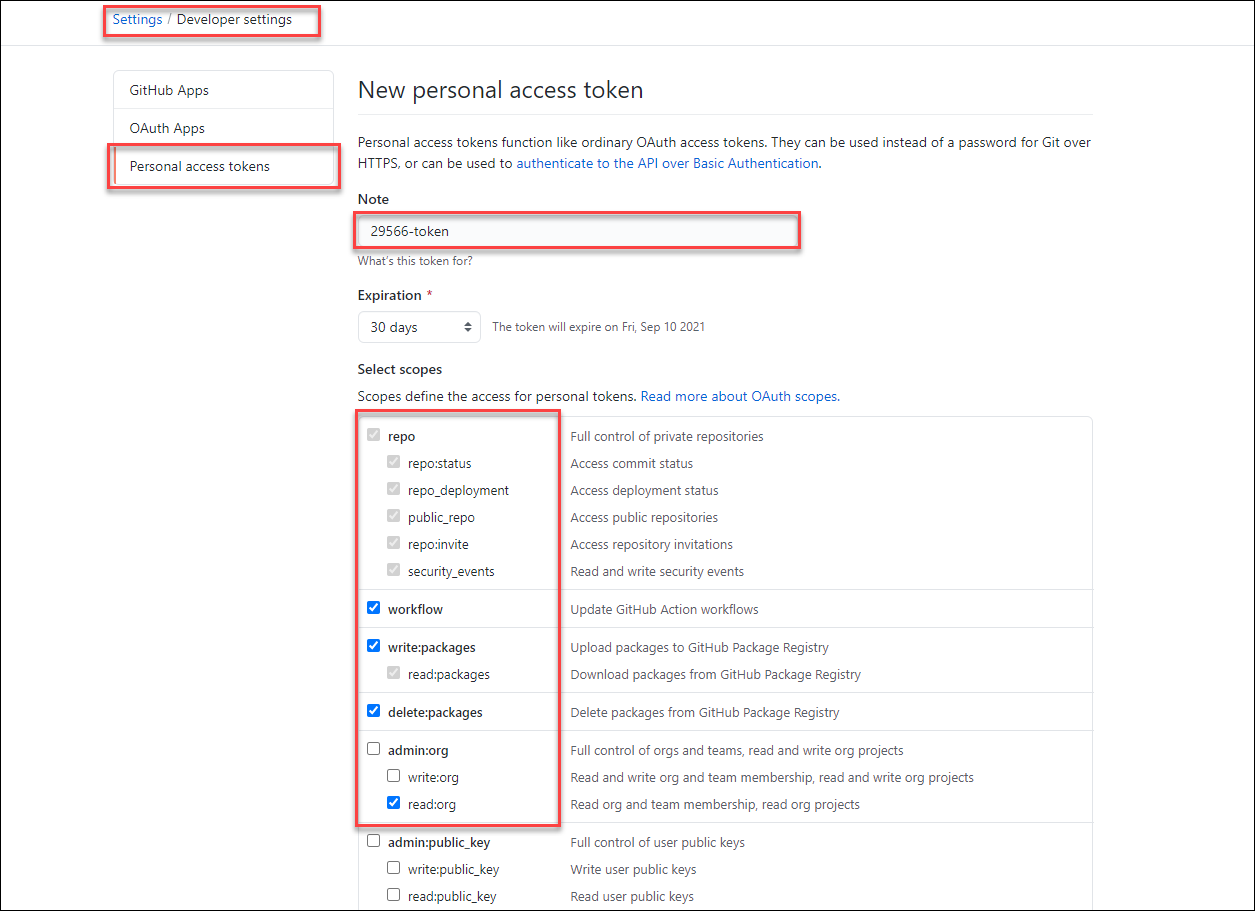 Settings / Developer settings
GitHub Apps
OAuth Apps
Personal access tokens
New personal access token
Personal access tokens function like ordinary OAuth access tokens. They can be used instead of a password for Git over
HTTPS, or can be used to authenticate to the API over Basic Authentication.
Note
29566-token
What's this token for?
Expiration *
30 days The token will expire on Fri, Sep 10 2021
Select scopes
Scopes define the access for personal tokens. Read more about OAuth scopes.
repo Full control of private repositories
repo:status Access commit status
repo_deployment Access deployment status
public_repo Access public repositories
repo:invite Access repository invitations
security_events Read and write security events
workflow Update GitHub Action workflows
write:packages Upload packages to GitHub Package Registry
read:packages Download packages from GitHub Package Registry
delete:packages Delete packages from GitHub Package Registry
admin:org Full control of orgs and teams, read and write org projects
write:org Read and write org and team membership, read and write org projects
read:org Read org and team membership, read org projects
admin:public_key Full control of user public keys
write:public_key Write user public keys
read:public_key Read user public keys